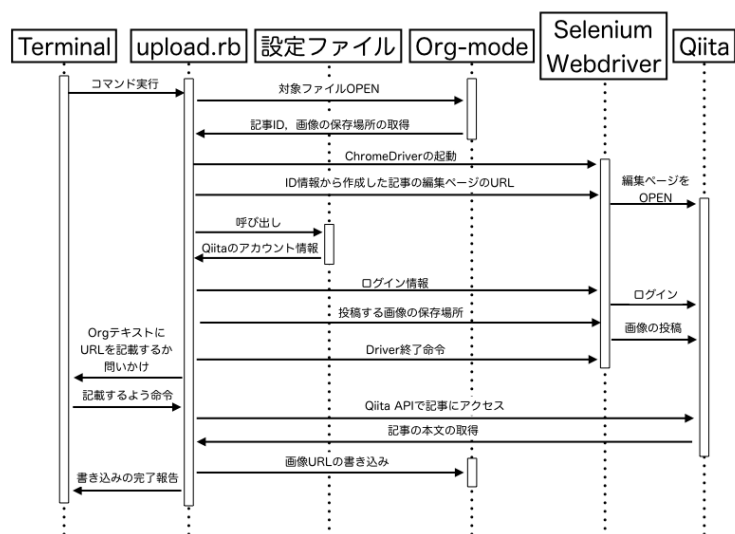 Terminal
upload.rb
設定ファイル
Org-mode
Selenium
Webdriver
Qiita
コマンド実行
対象ファイルOPEN
記事ID，画像の保存場所の取得
ChromeDriverの起動
ID情報から作成した記事の編集ページのURL
編集ページを
OPEN
呼び出し
Qiitaのアカウント情報
ログイン情報
ログイン
投稿する画像の保存場所
画像の投稿
Orgテキストに
URLを記載するか
問いかけ
Driver終了命令
記載するよう命令
Qiita APIで記事にアクセス
記事の本文の取得
画像URLの書き込み
書き込みの完了報告